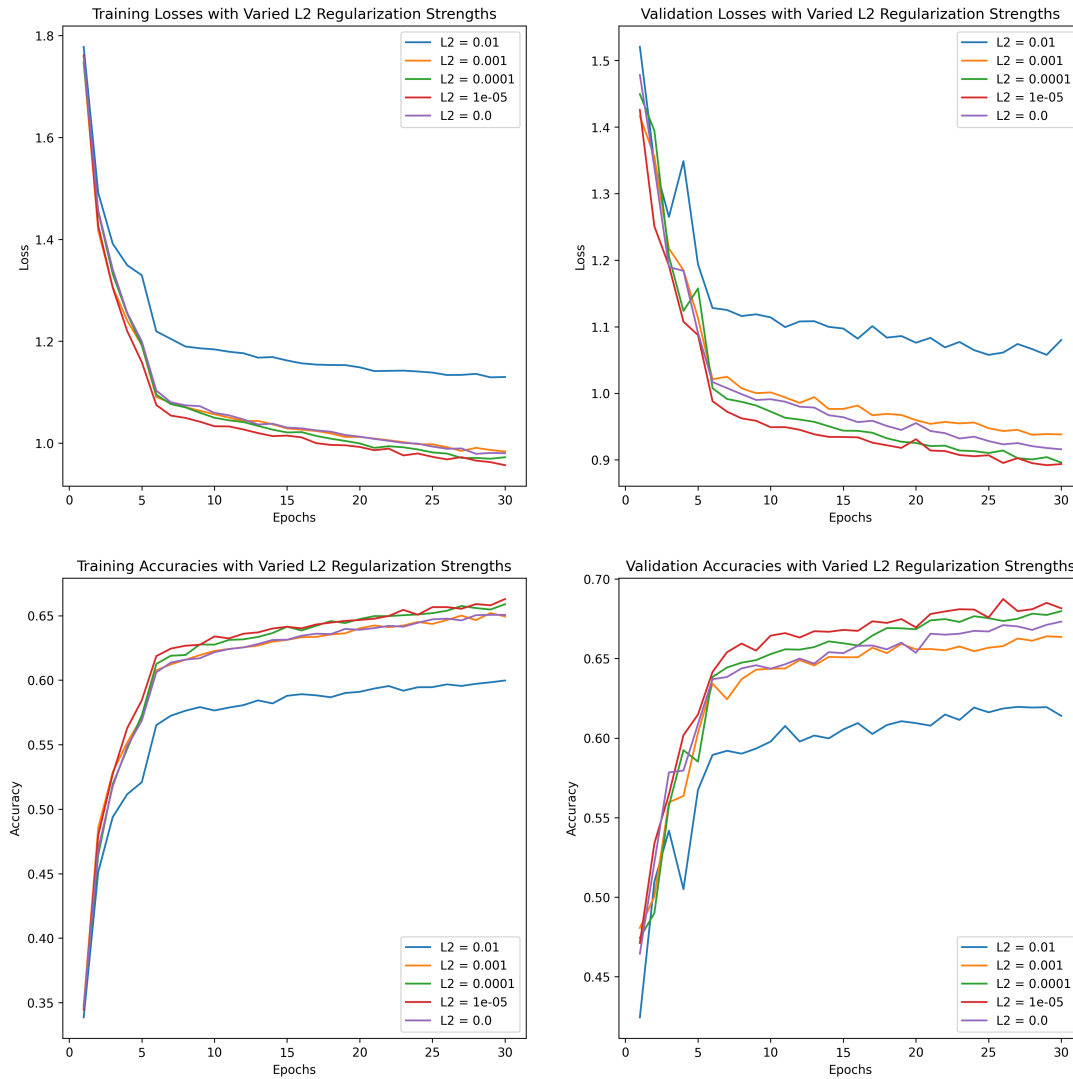 Training Losses with Varied L2 Regularization Strengths
1.8
1.6
1.4
1.2
1.0
Loss
0
5
10
15
20
25
30
Epochs
L2 = 0.01
L2 = 0.001
L2 = 0.0001
L2 = 1e-05
L2 = 0.0
Validation Losses with Varied L2 Regularization Strengths
1.5
1.4
1.3
1.2
1.1
1.0
0.9
Loss
0
5
10
15
20
25
30
Epochs
L2 = 0.01
L2 = 0.001
L2 = 0.0001
L2 = 1e-05
L2 = 0.0
Training Accuracies with Varied L2 Regularization Strengths
0.65
0.60
0.55
0.50
0.45
0.40
0.35
Accuracy
0
5
10
15
20
25
30
Epochs
L2 = 0.01
L2 = 0.001
L2 = 0.0001
L2 = 1e-05
L2 = 0.0
Validation Accuracies with Varied L2 Regularization Strengths
0.70
0.65
0.60
0.55
0.50
0.45
Accuracy
0
5
10
15
20
25
30
Epochs
L2 = 0.01
L2 = 0.001
L2 = 0.0001
L2 = 1e-05
L2 = 0.0